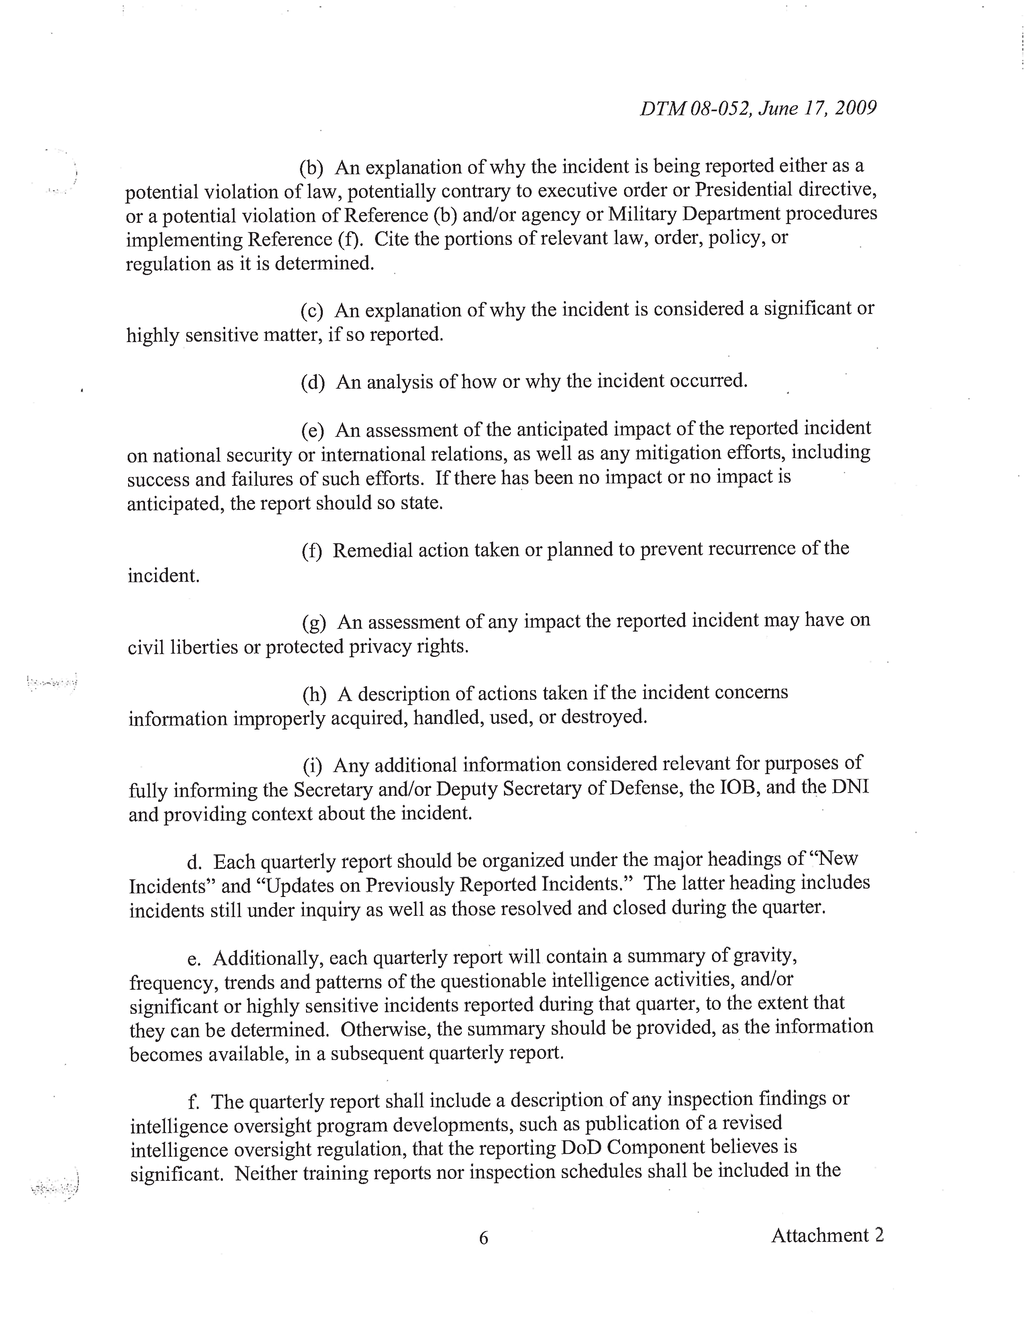 DTM 08-052, June 17, 2009
(b) An explanation of why the incident is being reported either as a
potential violation of law, potentially contrary to executive order or Presidential directive,
or a potential violation of Reference (b) and/or agency or Military Department procedures
implementing Reference (f). Cite the portions of relevant law, order, policy, or
regulation as it is determined.
(c) An explanation of why the incident is considered a significant or
highly sensitive matter, if so reported.
(d) An analysis of how or why the incident occurred.
(e) An assessment of the anticipated impact of the reported incident
on national security or international relations, as well as any mitigation efforts, including
success and failures of such efforts. If there has been no impact or no impact is
anticipated, the report should so state.
(f) Remedial action taken or planned to prevent recurrence of the
incident.
(g) An assessment of any impact the reported incident may have on
civil liberties or protected privacy rights.
(h) A description of actions taken if the incident concerns
information improperly acquired, handled, used, or destroyed.
(i) Any additional information considered relevant for purposes of
fully informing the Secretary and/or Deputy Secretary of Defense, the IOB, and the DNI
and providing context about the incident.
d. Each quarterly report should be organized under the major headings of “New
Incidents” and “Updates on Previously Reported Incidents.” The latter heading includes
incidents still under inquiry as well as those resolved and closed during the quarter.
e. Additionally, each quarterly report will contain a summary of gravity,
frequency, trends and patterns of the questionable intelligence activities, and/or
significant or highly sensitive incidents reported during that quarter, to the extent that
they can be determined. Otherwise, the summary should be provided, as the information
becomes available, in a subsequent quarterly report.
f. The quarterly report shall include a description of any inspection findings or
intelligence oversight program developments, such as publication of a revised
intelligence oversight regulation, that the reporting DoD Component believes is
significant. Neither training reports nor inspection schedules shall be included in the
6
Attachment 2